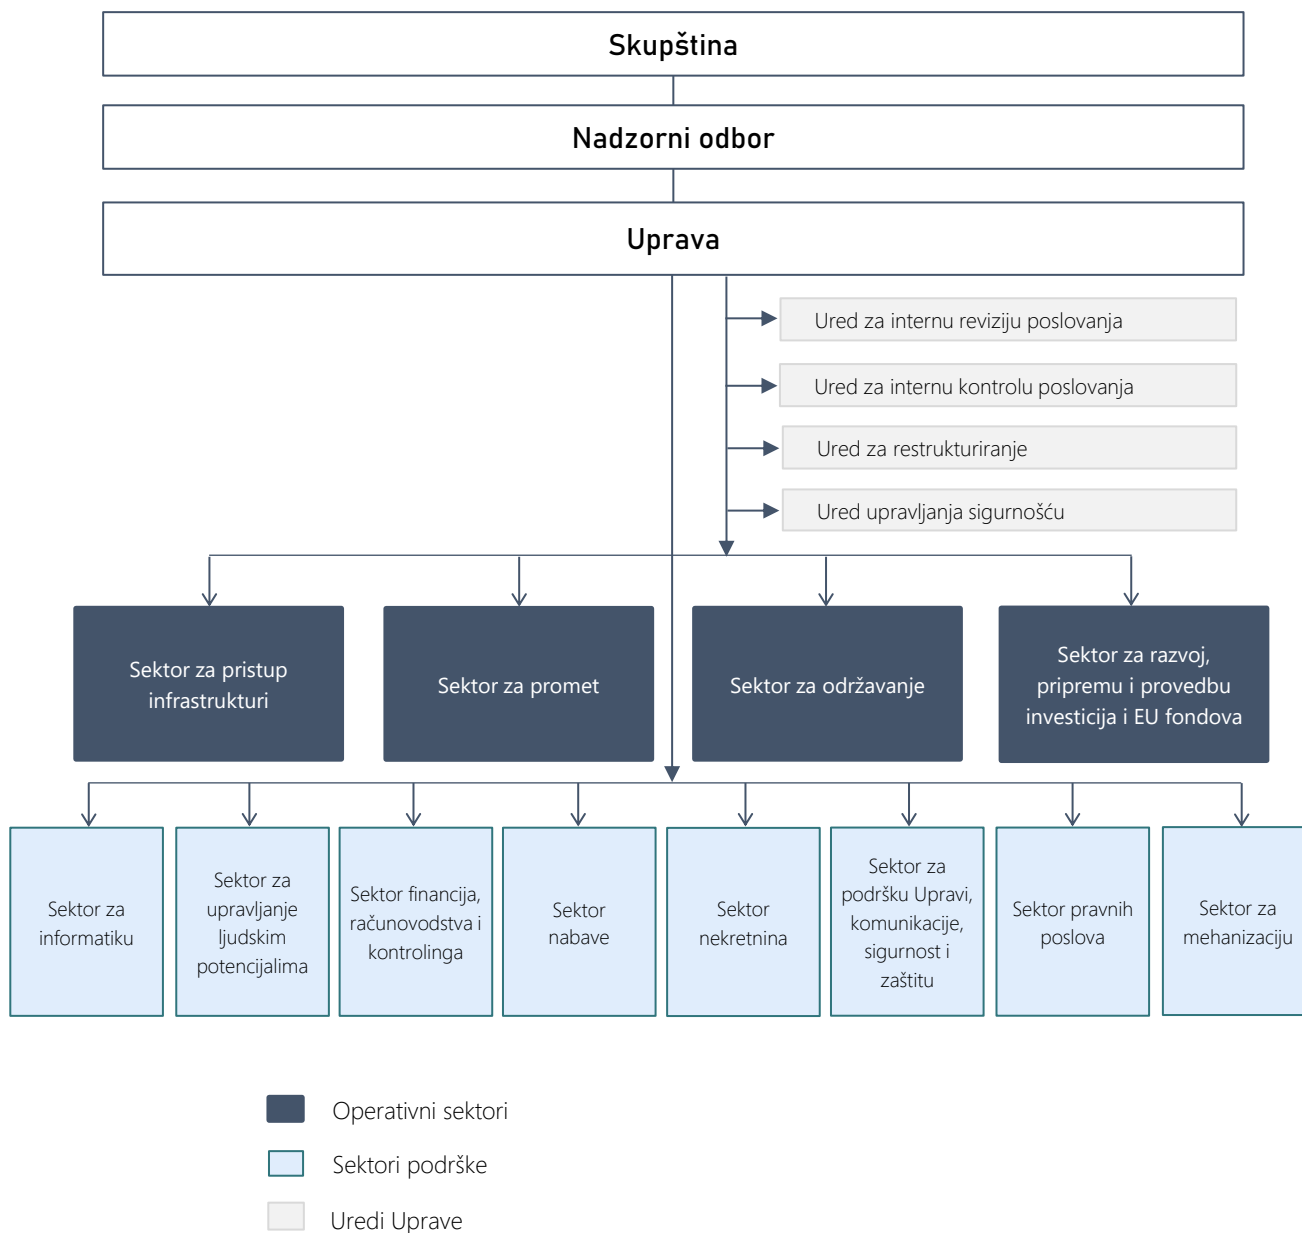 Skupština
Nadzorni odbor
Uprava
Ured za internu reviziju poslovanja
Ured za internu kontrolu poslovanja
Ured za restrukturiranje
Ured upravljanja sigurnošću
Sektor za pristup
infrastrukturi
Sektor za promet
Sektor za održavanje
Sektor za razvoj,
pripremu i provedbu
investicija i EU fondova
Sektor za
informatiku
Sektor za
upravljanje
ljudskim
potencijalima
Sektor financija,
računovodstva i
kontrolinga
Sektor
nabave
Sektor
nekretnina
Sektor za
podršku Upravi,
komunikacije,
sigurnost i
zaštitu
Sektor pravnih
poslova
Sektor za
mehanizaciju
Operativni sektori
Sektori podrške
Uredi Uprave